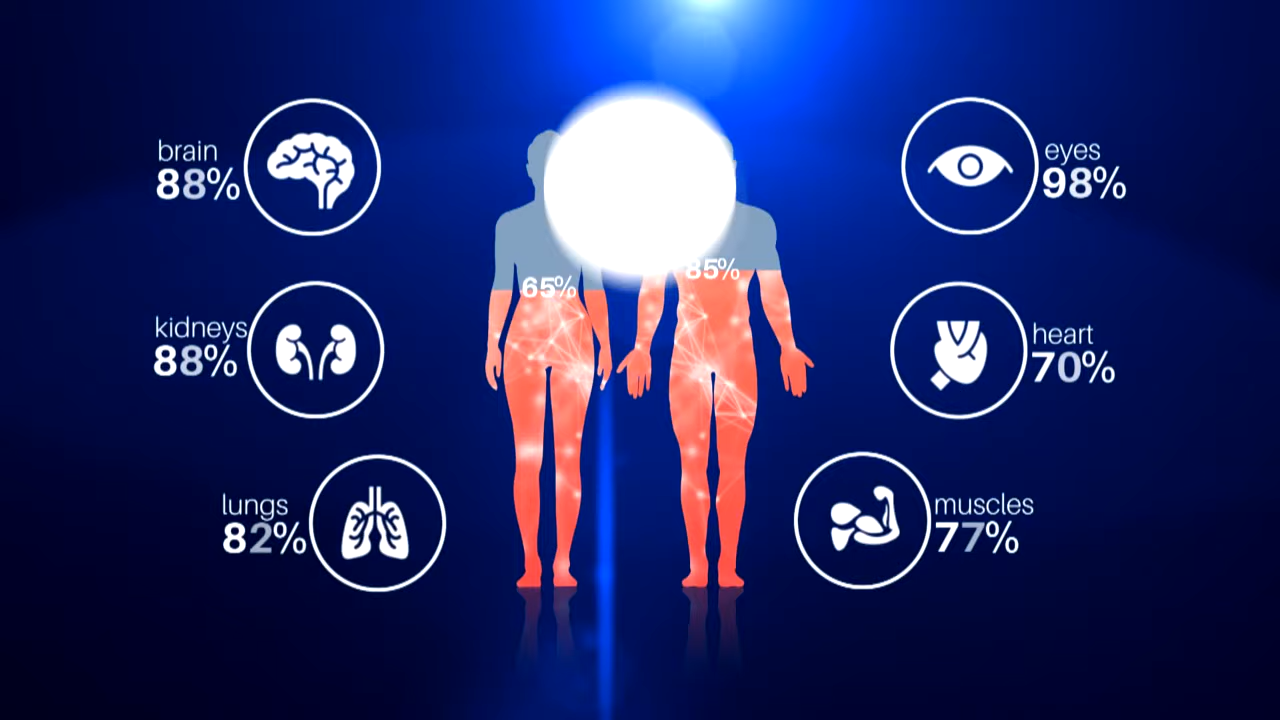 brain
88%
eyes
98%
65%
85%
kidneys
88%
heart
70%
lungs
82%
muscles
77%